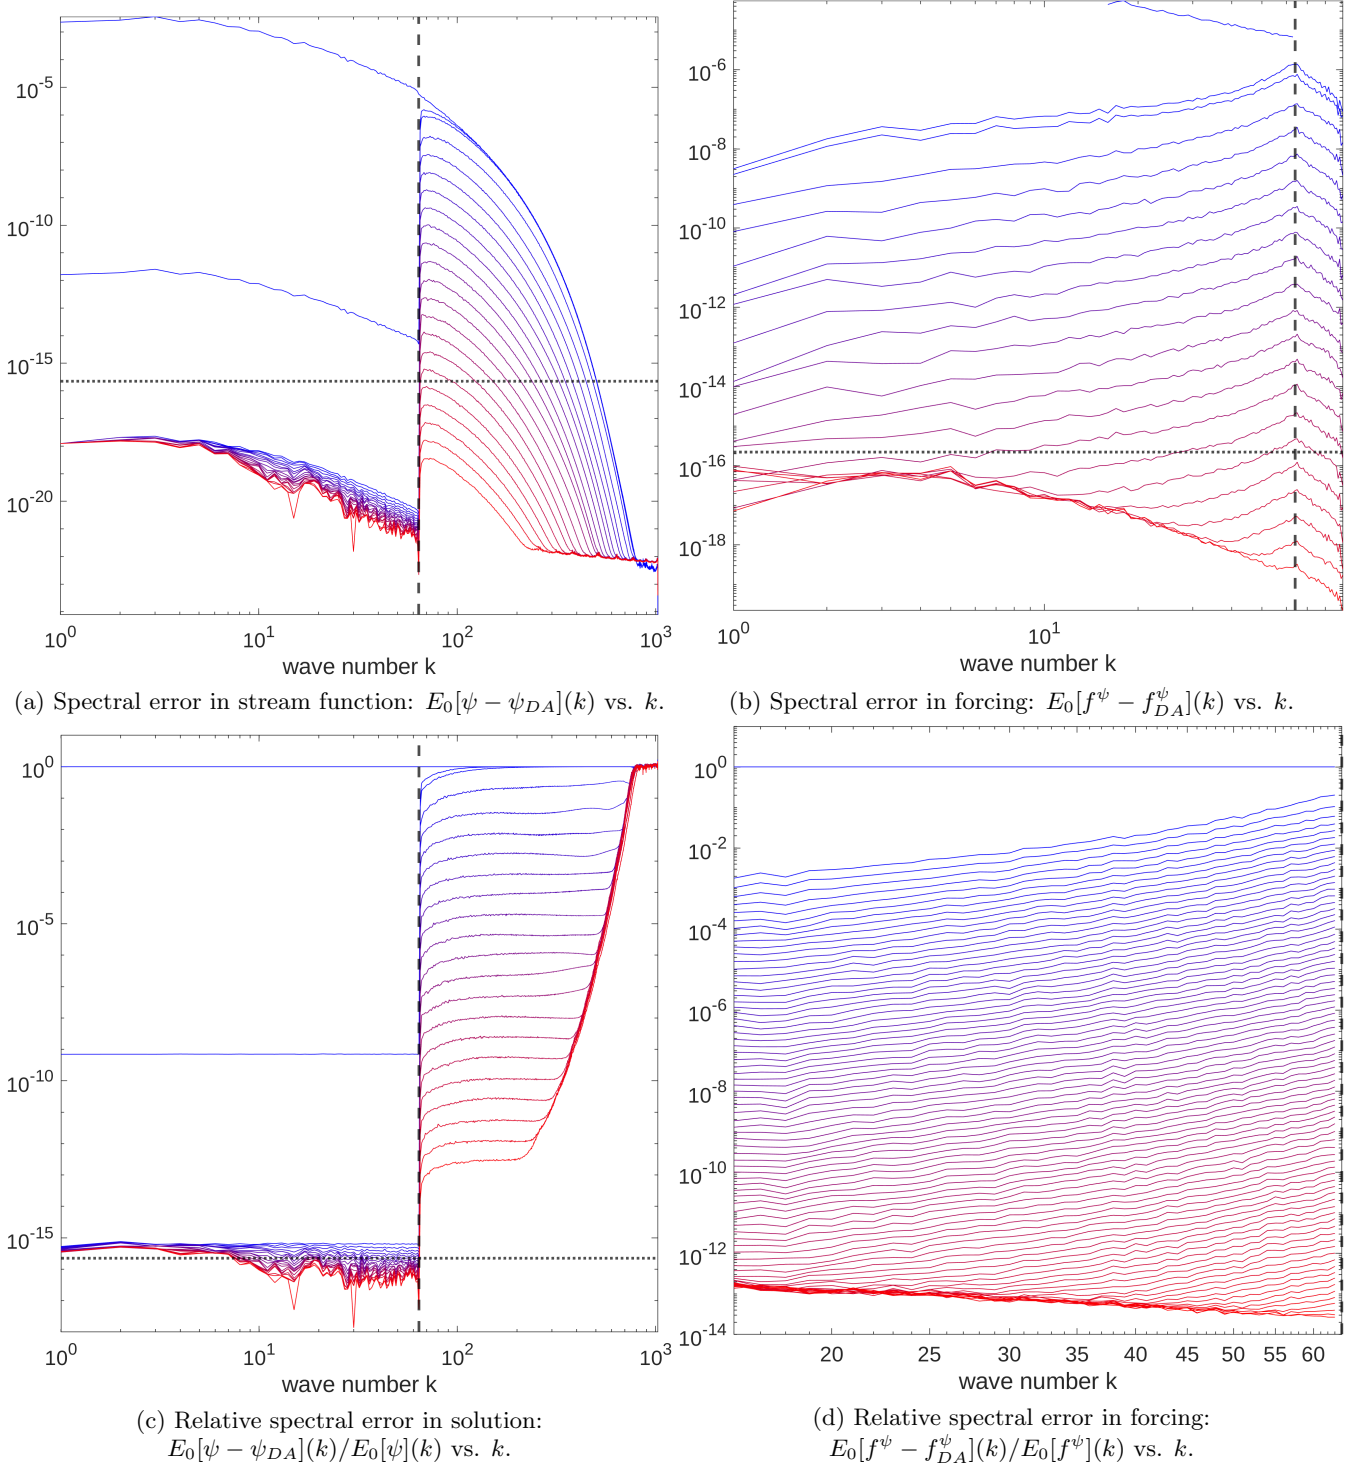 10^-5
10^-10
10^-15
10^-20
10^0 10^1 10^2 10^3
wave number k
10^-6
10^-8
10^-10
10^-12
10^-14
10^-16
10^-18
10^0 10^1
wave number k
(a) Spectral error in stream function: E_0[ψ − ψ_DA](k) vs. k.
(b) Spectral error in forcing: E_0[f^ψ − f^ψ_DA](k) vs. k.
10^0
10^-5
10^-10
10^-15
10^0 10^1 10^2 10^3
wave number k
10^0
10^-2
10^-4
10^-6
10^-8
10^-10
10^-12
10^-14
20 25 30 35 40 45 50 55 60
wave number k
(c) Relative spectral error in solution:
E_0[ψ − ψ_DA](k)/E_0[ψ](k) vs. k.
(d) Relative spectral error in forcing:
E_0[f^ψ − f^ψ_DA](k)/E_0[f^ψ](k) vs. k.